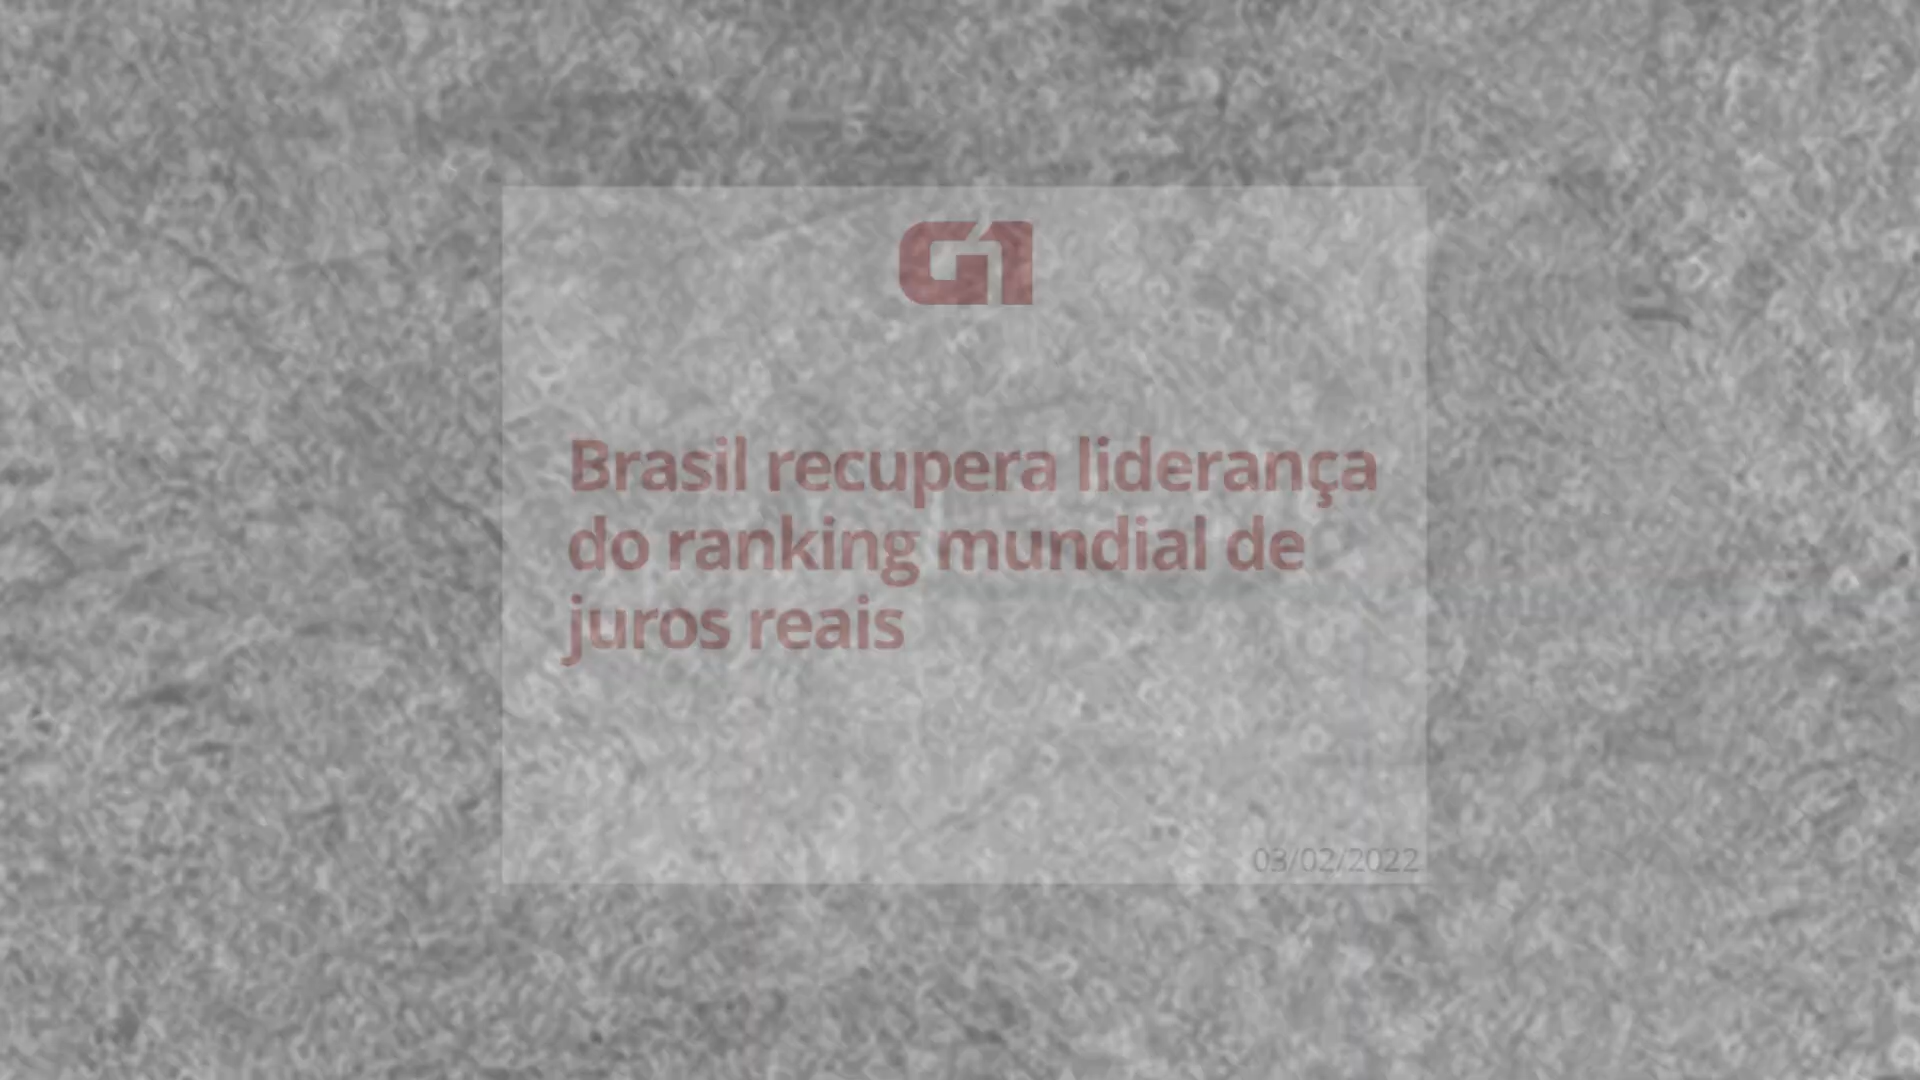 G1
Brasil recupera liderança
do ranking mundial de
juros reais
03/02/2022